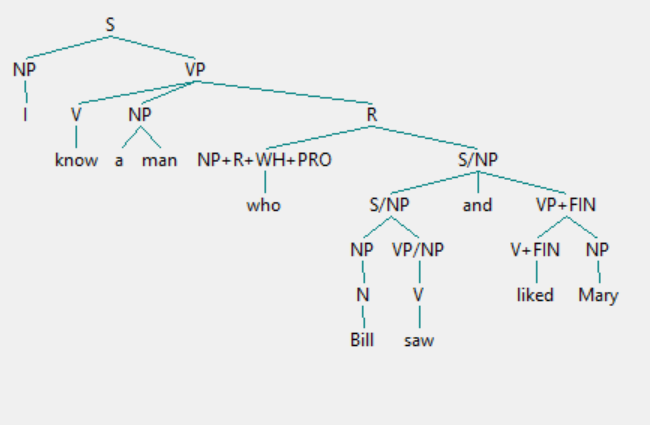 S
NP VP
I V NP R
know a man NP+R+WH+PRO S/NP
who S/NP and VP+FIN
NP VP/NP V+FIN NP
N V liked Mary
Bill saw